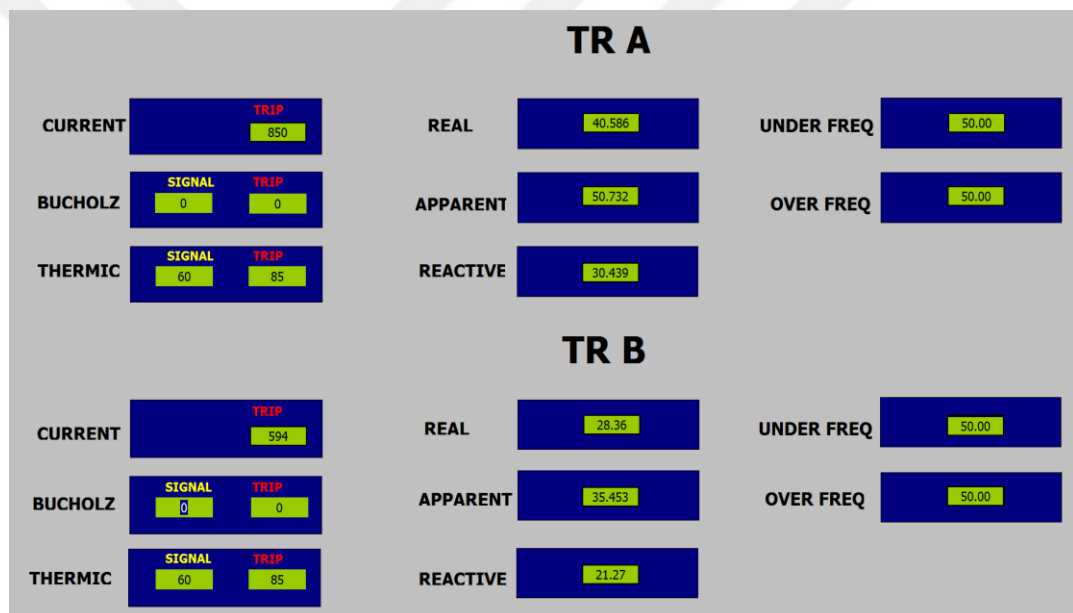 TR A
TRIP
CURRENT 850 REAL 40.586 UNDER FREQ 50.00
SIGNAL TRIP
BUCHOLZ 0 0 APPARENT 50.732 OVER FREQ 50.00
SIGNAL TRIP
THERMIC 60 85 REACTIVE 30.439
TR B
TRIP
CURRENT 594 REAL 28.36 UNDER FREQ 50.00
SIGNAL TRIP
BUCHOLZ 0 0 APPARENT 35.453 OVER FREQ 50.00
SIGNAL TRIP
THERMIC 60 85 REACTIVE 21.27